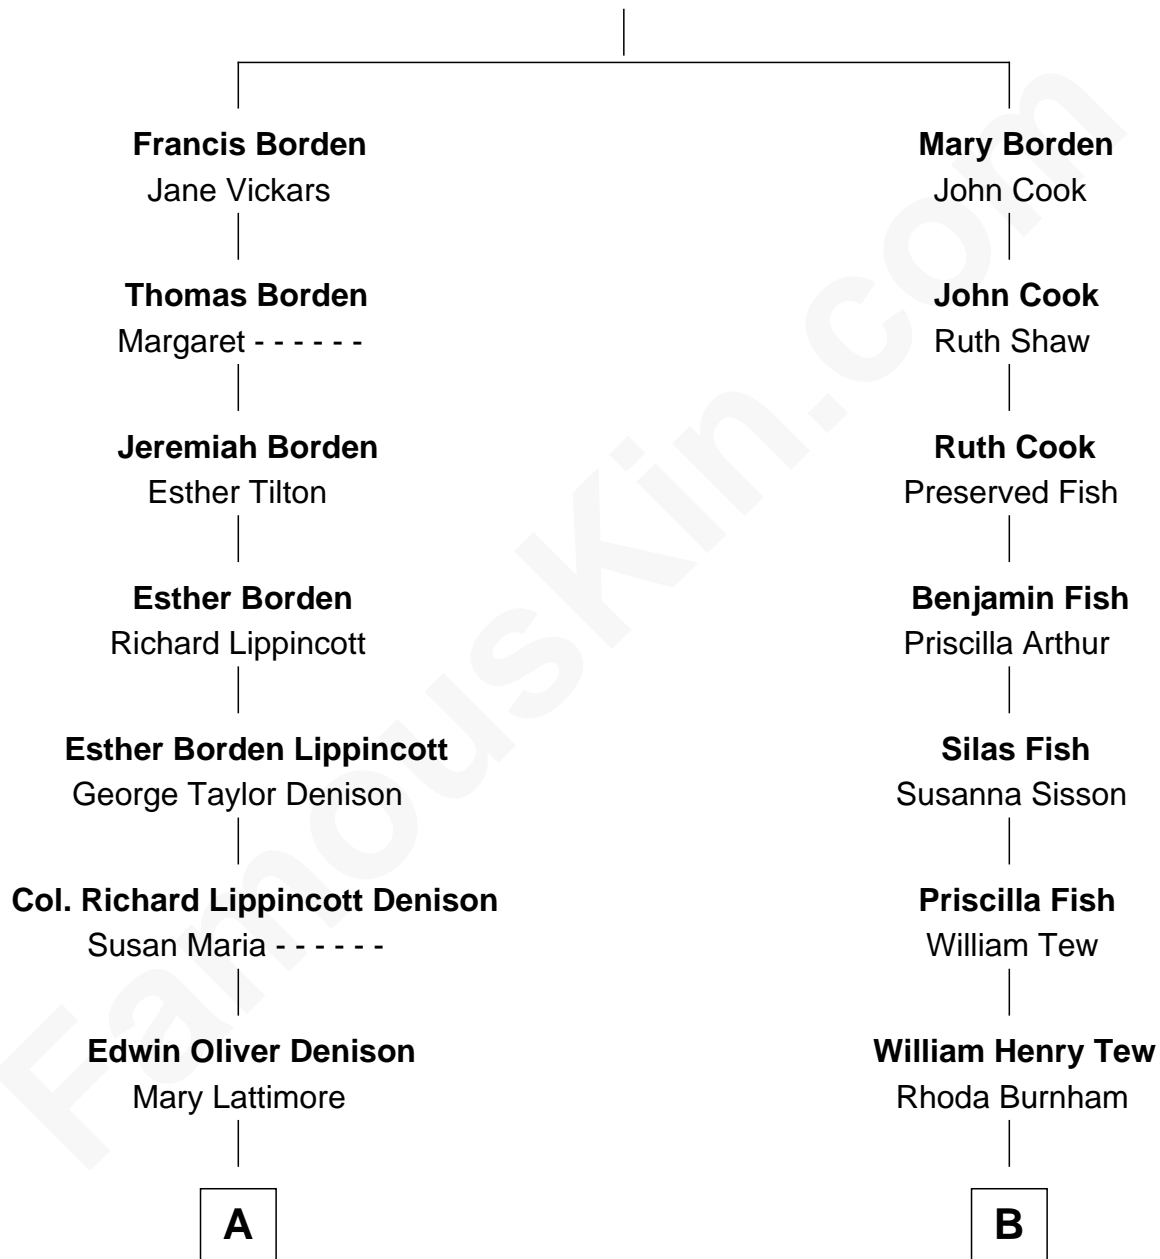 Francis Borden
Jane Vickars
Thomas Borden
Margaret - - - - - -
Jeremiah Borden
Esther Tilton
Esther Borden
Richard Lippincott
Esther Borden Lippincott
George Taylor Denison
Col. Richard Lippincott Denison
Susan Maria - - - - - -
Edwin Oliver Denison
Mary Lattimore
A
Mary Borden
John Cook
John Cook
Ruth Shaw
Ruth Cook
Preserved Fish
Benjamin Fish
Priscilla Arthur
Silas Fish
Susanna Sisson
Priscilla Fish
William Tew
William Henry Tew
Rhoda Burnham
B
FamousKin.com